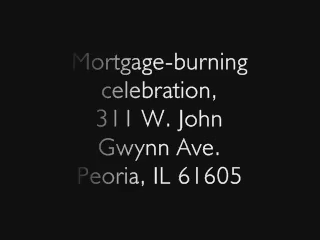 Mortgage-burning
celebration,
311 W. John
Gwynn Ave.
Peoria, IL 61605